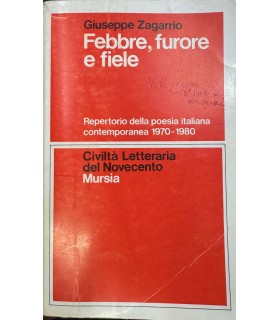 Giuseppe Zagarrio
Febbre, furore
e fiele
Repertorio della poesia italiana
contemporanea 1970-1980
Civiltà Letteraria
del Novecento
Mursia